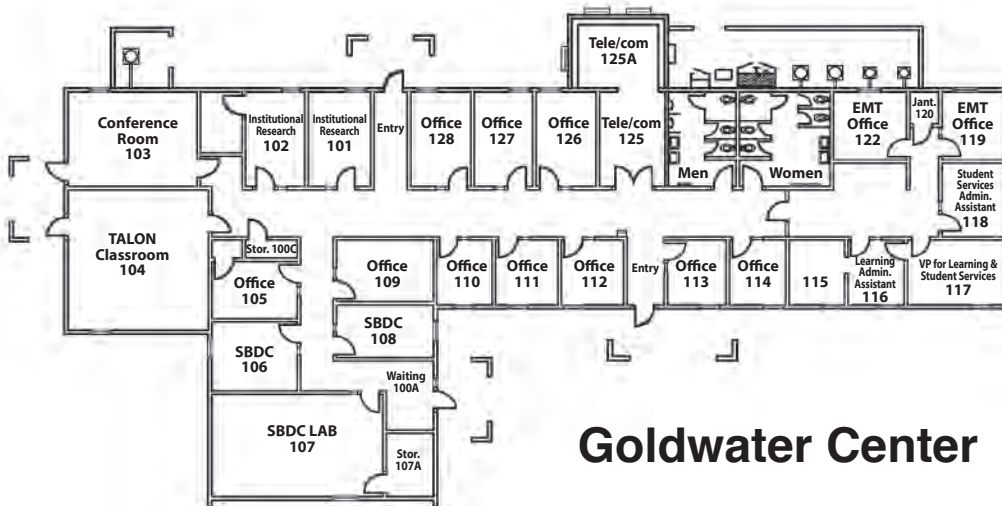 Tele/com
125A
Conference
Room
103
Institutional
Research
102
Institutional
Research
101
Entry
Office
128
Office
127
Office
126
Tele/com
125
Men
Women
EMT
Office
122
Jant.
120
EMT
Office
119
Student
Services
Admin.
Assistant
118
TALON
Classroom
104
Stor. 100C
Office
105
Office
109
Office
110
Office
111
Office
112
Entry
Office
113
Office
114
115
Learning
Admin.
Assistant
116
VP for Learning &
Student Services
117
SBDC
106
SBDC
108
Waiting
100A
SBDC LAB
107
Stor.
107A
Goldwater Center